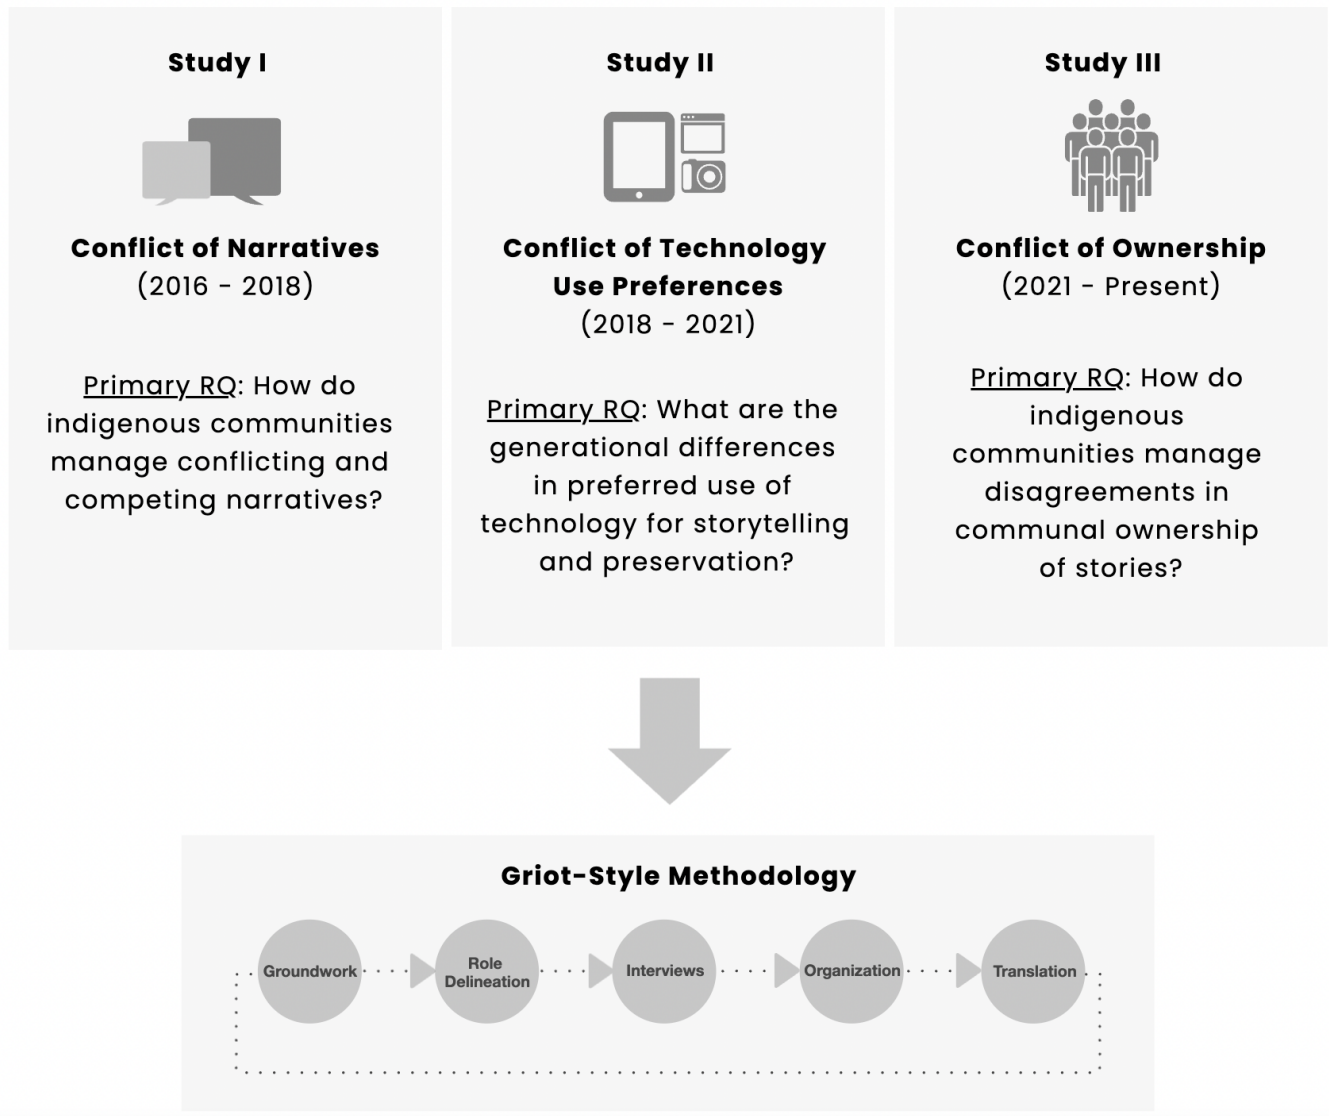 Study I
Conflict of Narratives
(2016 - 2018)
Primary RQ: How do
indigenous communities
manage conflicting and
competing narratives?
Study II
Conflict of Technology
Use Preferences
(2018 - 2021)
Primary RQ: What are the
generational differences
in preferred use of
technology for storytelling
and preservation?
Study III
Conflict of Ownership
(2021 - Present)
Primary RQ: How do
indigenous
communities manage
disagreements in
communal ownership
of stories?
Griot-Style Methodology
Groundwork
Role
Delineation
Interviews
Organization
Translation